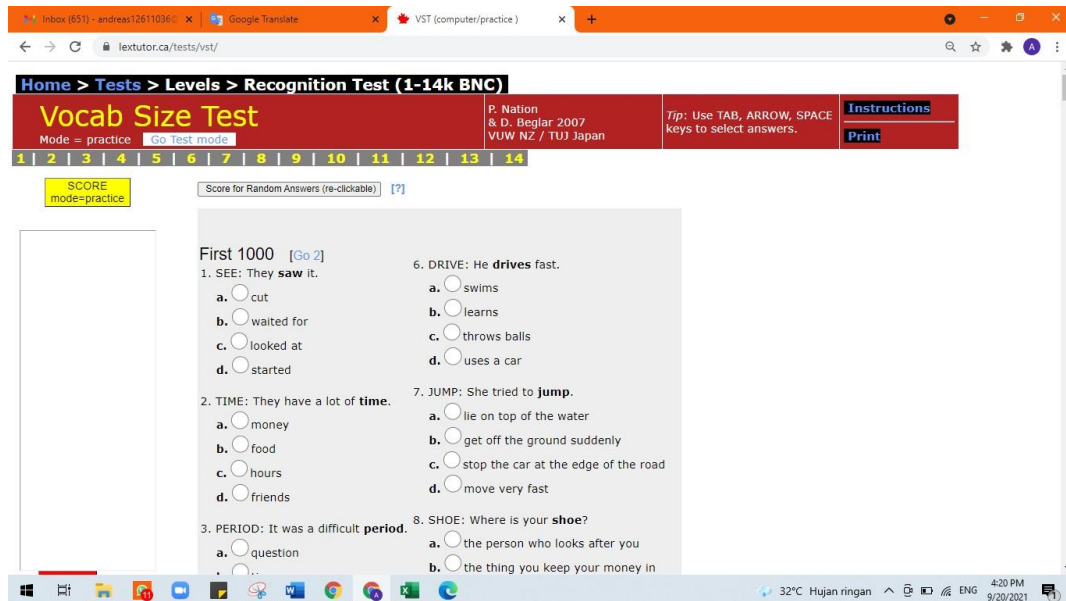 Inbox (651) - andreas12611036
Google Translate
VST (computer/practice )
lextutor.ca/tests/vst/
A
Home > Tests > Levels > Recognition Test (1-14k BNC)
Vocab Size Test
Mode = practice Go Test mode
P. Nation
& D. Beglar 2007
VUW NZ / TUJ Japan
Tip: Use TAB, ARROW, SPACE
keys to select answers.
Instructions
Print
1 | 2 | 3 | 4 | 5 | 6 | 7 | 8 | 9 | 10 | 11 | 12 | 13 | 14
SCORE
mode=practice
Score for Random Answers (re-clickable) [?]
First 1000 [Go 2]
1. SEE: They saw it.
a. cut
b. waited for
c. looked at
d. started
2. TIME: They have a lot of time.
a. money
b. food
c. hours
d. friends
3. PERIOD: It was a difficult period.
a. question
6. DRIVE: He drives fast.
a. swims
b. learns
c. throws balls
d. uses a car
7. JUMP: She tried to jump.
a. lie on top of the water
b. get off the ground suddenly
c. stop the car at the edge of the road
d. move very fast
8. SHOE: Where is your shoe?
a. the person who looks after you
b. the thing you keep your money in
32°C Hujan ringan
ENG
4:20 PM
9/20/2021